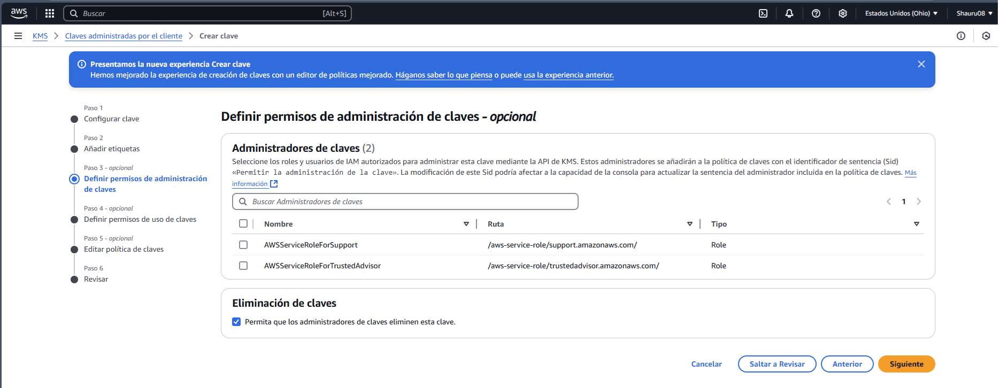 aws
Buscar
[Alt+S]
Estados Unidos (Ohio)
Shauru08
KMS
Claves administradas por el cliente
Crear clave
Presentamos la nueva experiencia Crear clave
Hemos mejorado la experiencia de creación de claves con un editor de políticas mejorado. Háganos saber lo que piensa o puede usa la experiencia anterior.
Paso 1
Configurar clave
Paso 2
Añadir etiquetas
Paso 3 - opcional
Definir permisos de administración
de claves
Paso 4 - opcional
Definir permisos de uso de claves
Paso 5 - opcional
Editar política de claves
Paso 6
Revisar
Definir permisos de administración de claves - opcional
Administradores de claves (2)
Seleccione los roles y usuarios de IAM autorizados para administrar esta clave mediante la API de KMS. Estos administradores se añadirán a la política de claves con el identificador de sentencia (Sid)
«Permitir la administración de la clave». La modificación de este Sid podría afectar a la capacidad de la consola para actualizar la sentencia del administrador incluida en la política de claves. Más
información
Buscar Administradores de claves
1
Nombre Ruta Tipo
AWSServiceRoleForSupport /aws-service-role/support.amazonaws.com/ Role
AWSServiceRoleForTrustedAdvisor /aws-service-role/trustedadvisor.amazonaws.com/ Role
Eliminación de claves
Permita que los administradores de claves eliminen esta clave.
Cancelar
Saltar a Revisar
Anterior
Siguiente